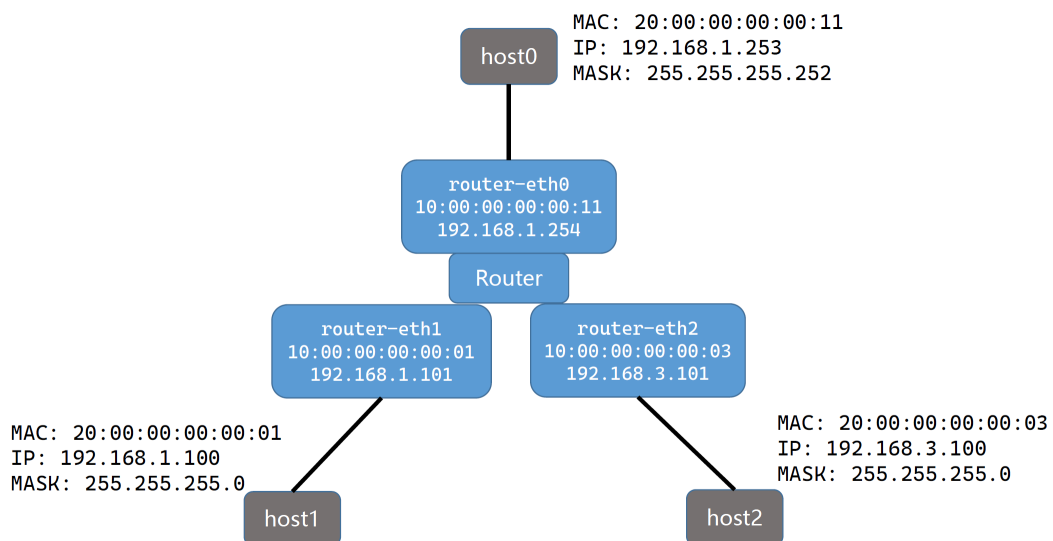 MAC: 20:00:00:00:00:11
IP: 192.168.1.253
MASK: 255.255.255.252
host0
router-eth0
10:00:00:00:00:11
192.168.1.254
Router
router-eth1
10:00:00:00:00:01
192.168.1.101
router-eth2
10:00:00:00:00:03
192.168.3.101
MAC: 20:00:00:00:00:01
IP: 192.168.1.100
MASK: 255.255.255.0
host1
MAC: 20:00:00:00:00:03
IP: 192.168.3.100
MASK: 255.255.255.0
host2